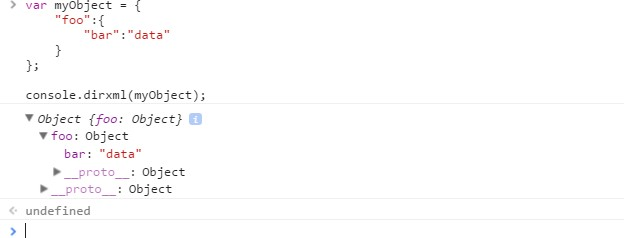 var myObject = {
"foo":{
"bar":"data"
}
};
console.dirxml(myObject);
Object {foo: Object} i
foo: Object
bar: "data"
__proto__: Object
__proto__: Object
undefined